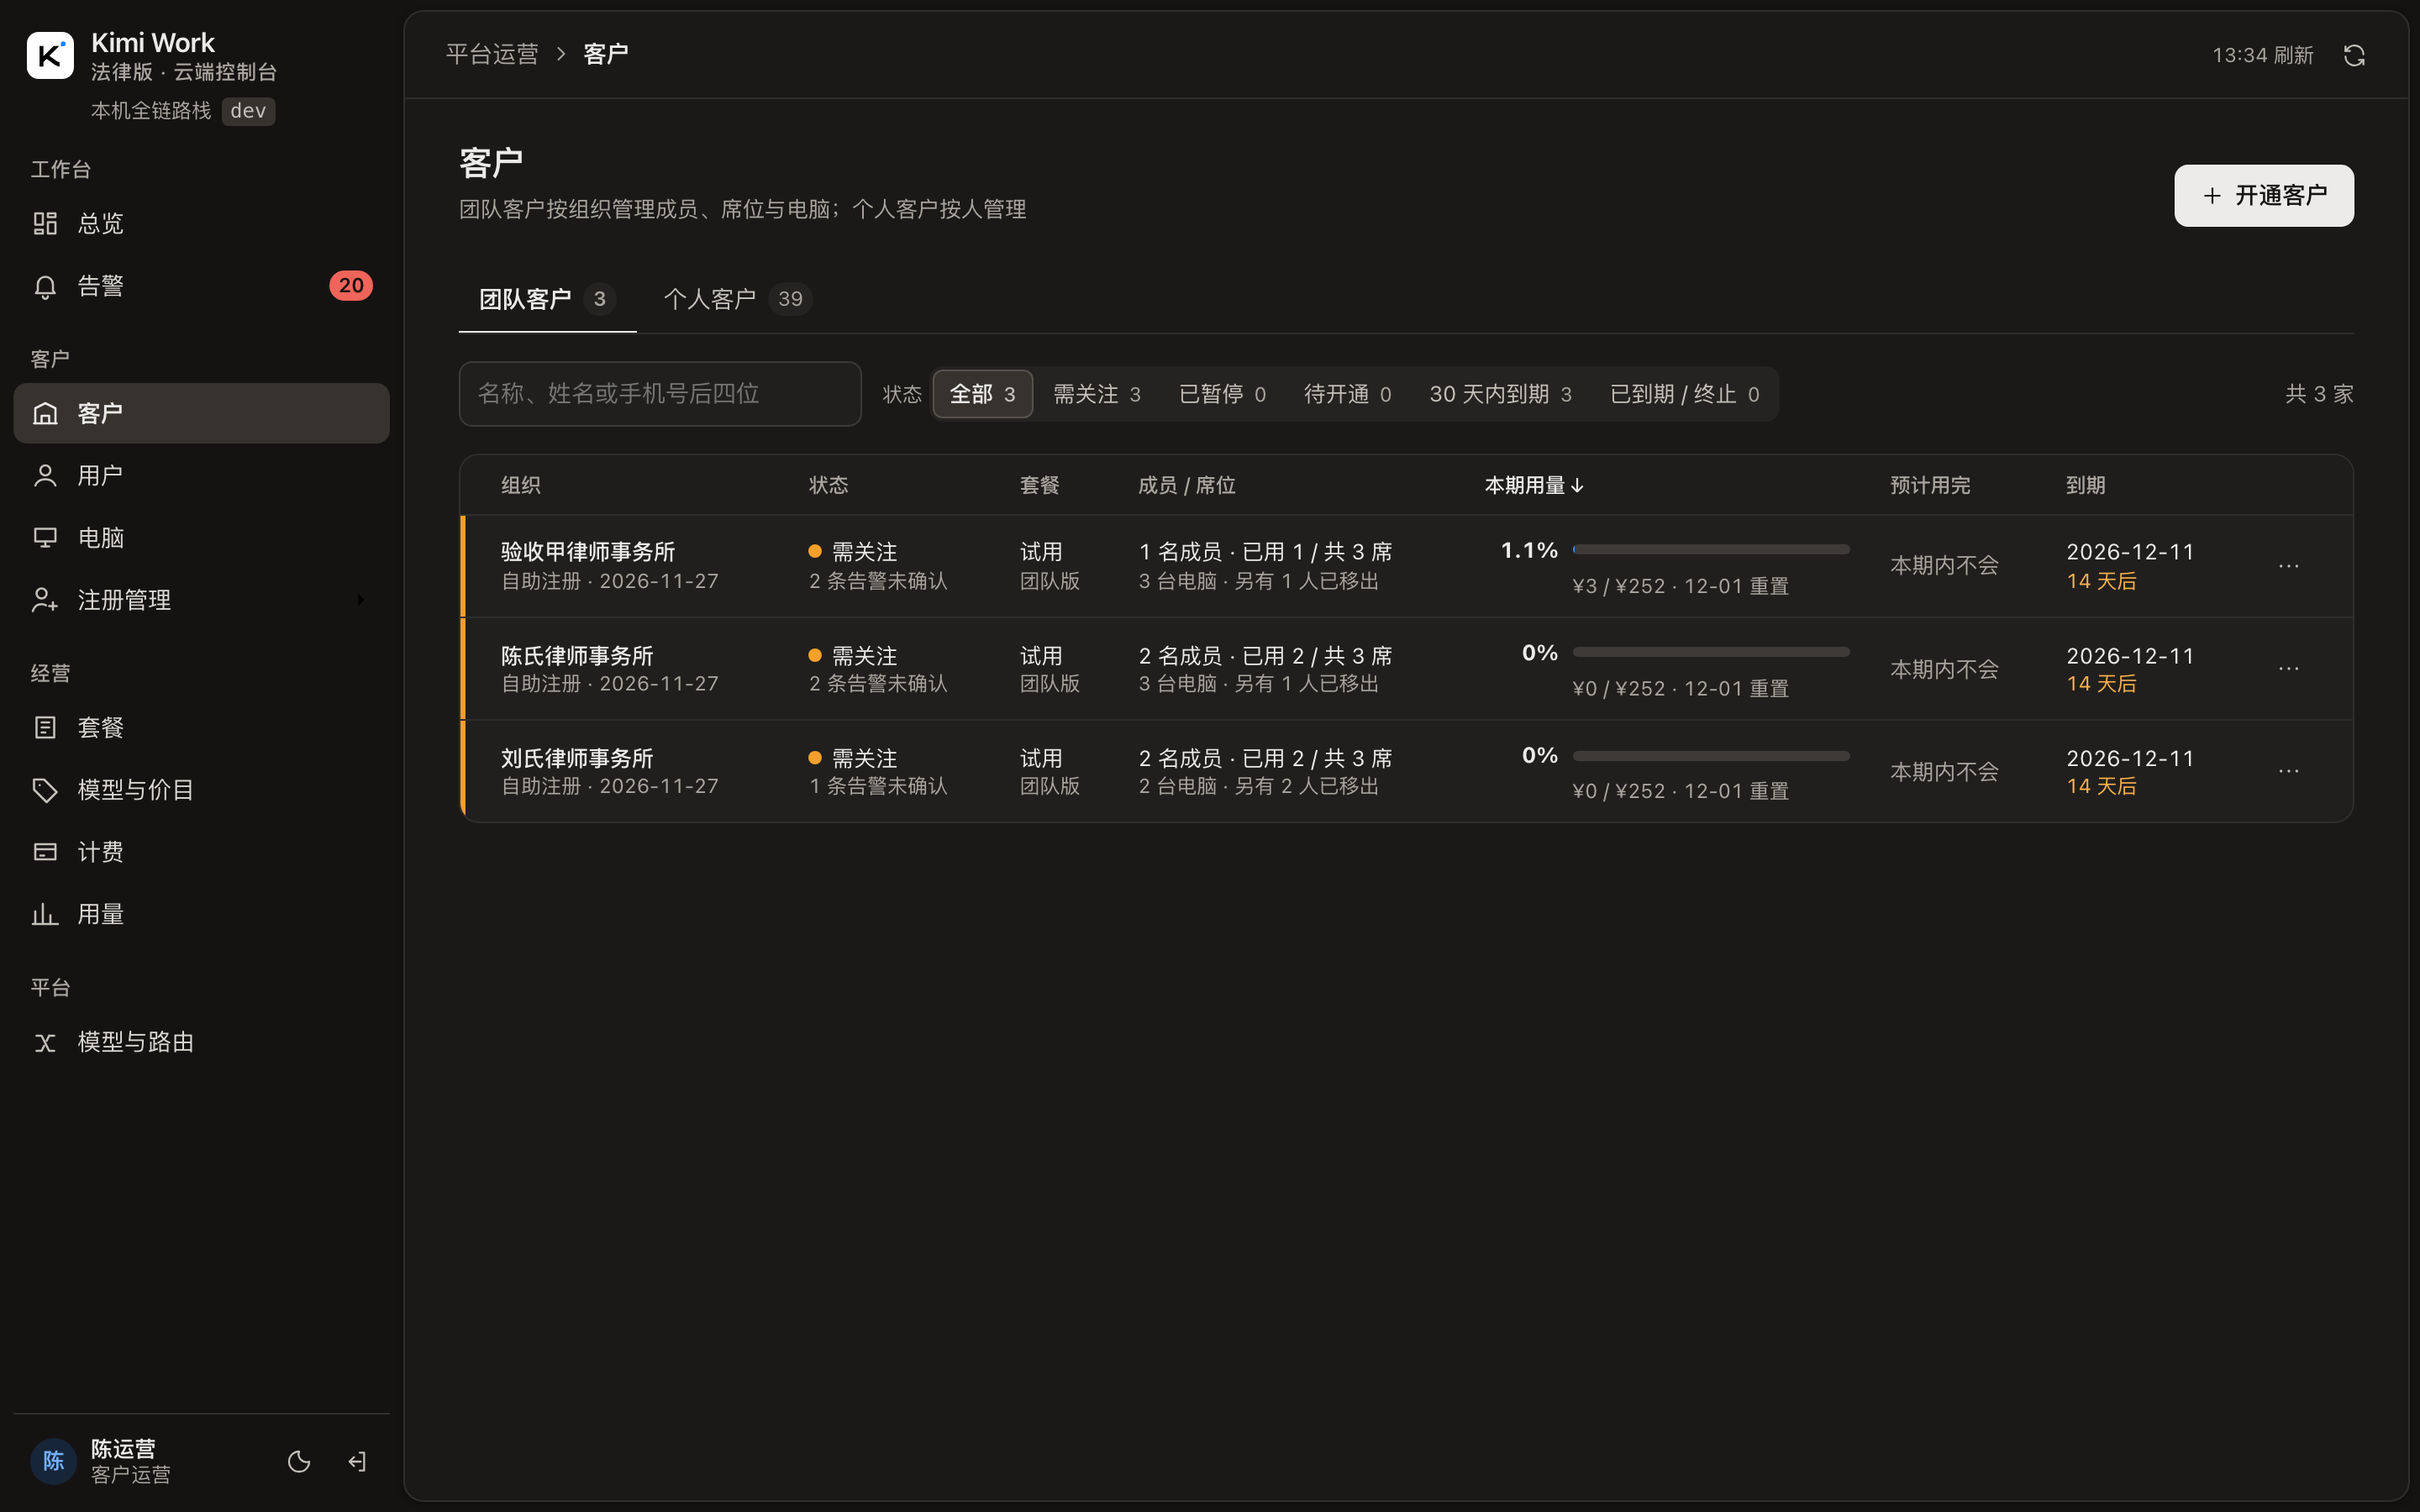 Kimi Work
法律版 · 云端控制台
本机全链路栈 dev
工作台
总览
告警 20
客户
客户
用户
电脑
注册管理
经营
套餐
模型与价目
计费
用量
平台
模型与路由
陈 陈运营
客户运营
平台运营 > 客户
13:34 刷新
客户
团队客户按组织管理成员、席位与电脑；个人客户按人管理
+ 开通客户
团队客户 3 个人客户 39
名称、姓名或手机号后四位 状态 全部 3 需关注 3 已暂停 0 待开通 0 30 天内到期 3 已到期 / 终止 0 共 3 家
组织 状态 套餐 成员 / 席位 本期用量 ↓ 预计用完 到期
验收甲律师事务所 需关注 试用 1 名成员 · 已用 1 / 共 3 席 1.1% 本期内不会 2026-12-11 ...
自助注册 · 2026-11-27 2 条告警未确认 团队版 3 台电脑 · 另有 1 人已移出 ¥3 / ¥252 · 12-01 重置 14 天后
陈氏律师事务所 需关注 试用 2 名成员 · 已用 2 / 共 3 席 0% 本期内不会 2026-12-11 ...
自助注册 · 2026-11-27 2 条告警未确认 团队版 3 台电脑 · 另有 1 人已移出 ¥0 / ¥252 · 12-01 重置 14 天后
刘氏律师事务所 需关注 试用 2 名成员 · 已用 2 / 共 3 席 0% 本期内不会 2026-12-11 ...
自助注册 · 2026-11-27 1 条告警未确认 团队版 2 台电脑 · 另有 2 人已移出 ¥0 / ¥252 · 12-01 重置 14 天后